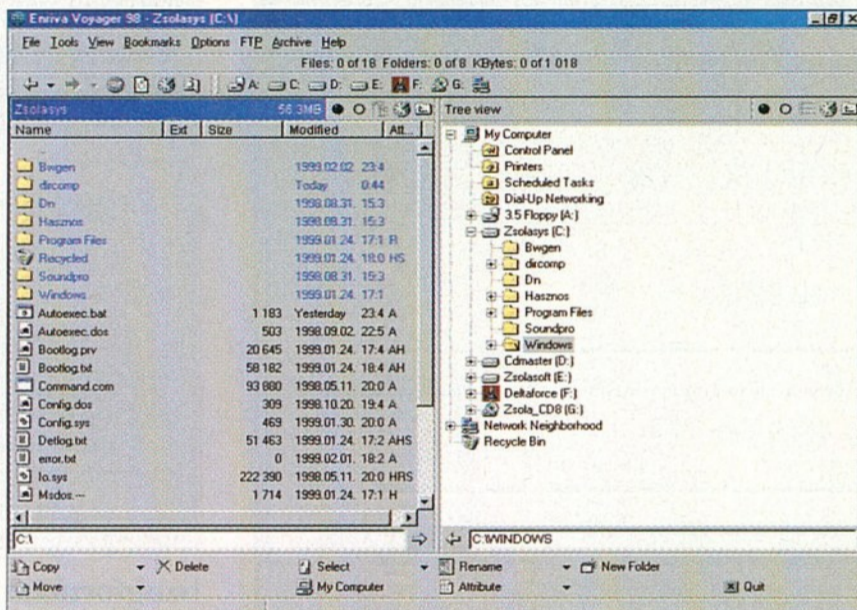 Enriva Voyager 98 - Zsolasys [C:\]
File Tools View Bookmarks Options FTP Archive Help
Files: 0 of 18 Folders: 0 of 8 KBytes: 0 of 1 018
A: C: D: E: F: G:
Zsolasys 56.3MB
Name Ext Size Modified Att...
..
Bwgen 1999.02.02. 23:4
dircomp Today 0:44
Dn 1998.08.31. 15:3
Hasznos 1998.08.31. 15:3
Program Files 1999.01.24. 17:1 R
Recycled 1999.01.24. 18:0 HS
Soundpro 1998.08.31. 15:3
Windows 1999.01.24. 17:1
Autoexec.bat 1 183 Yesterday 23:4 A
Autoexec.dos 503 1998.09.02. 22:5 A
Bootlog.prv 20 645 1999.01.24. 17:4 AH
Bootlog.txt 58 182 1999.01.24. 18:4 AH
Command.com 93 880 1998.05.11. 20:0 A
Config.dos 309 1998.10.20. 19:4 A
Config.sys 469 1999.01.30. 20:0 A
Detlog.txt 51 463 1999.01.24. 17:2 AHS
error.txt 0 1999.02.01. 18:2 A
Io.sys 222 390 1998.05.11. 20:0 HRS
Msdos.--- 1 714 1999.01.24. 17:1 H
C:\
Tree view
My Computer
Control Panel
Printers
Scheduled Tasks
Dial-Up Networking
3.5 Floppy (A:)
Zsolasys (C:)
Bwgen
dircomp
Dn
Hasznos
Program Files
Soundpro
Windows
Cdmaster (D:)
Zsolasoft (E:)
Deltaforce (F:)
Zsola_CD8 (G:)
Network Neighborhood
Recycle Bin
C:\WINDOWS
Copy Delete Select Rename New Folder
Move My Computer Attribute Quit